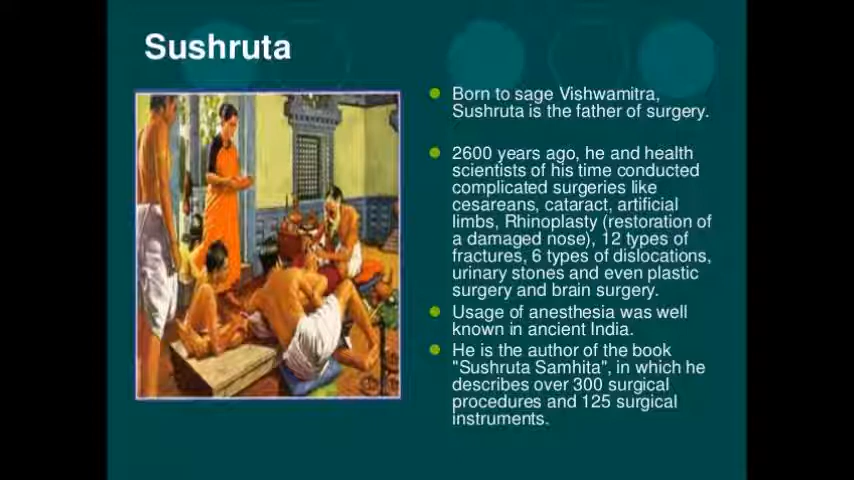 Sushruta
Born to sage Vishwamitra,
Sushruta is the father of surgery.
2600 years ago, he and health
scientists of his time conducted
complicated surgeries like
cesareans, cataract, artificial
limbs, Rhinoplasty (restoration of
a damaged nose), 12 types of
fractures, 6 types of dislocations,
urinary stones and even plastic
surgery and brain surgery.
Usage of anesthesia was well
known in ancient India.
He is the author of the book
"Sushruta Samhita", in which he
describes over 300 surgical
procedures and 125 surgical
instruments.